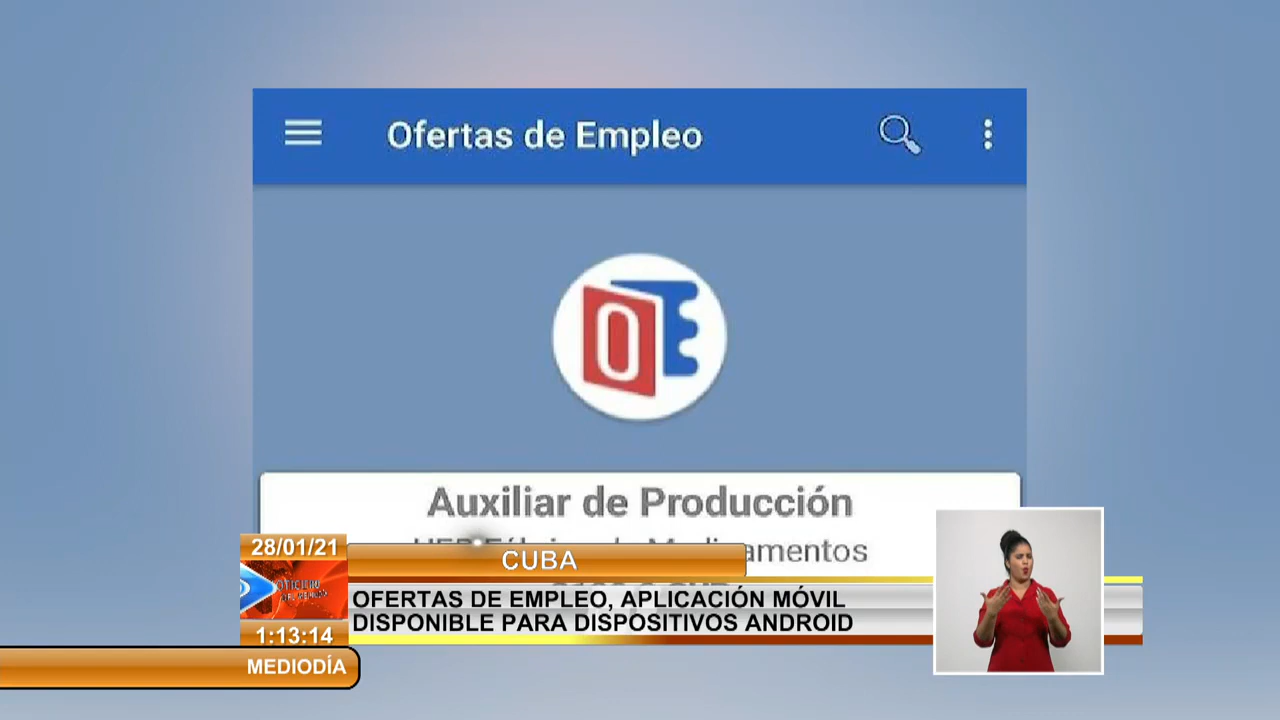 Ofertas de Empleo
OE
Auxiliar de Producción
28/01/21
CUBA
OFERTAS DE EMPLEO, APLICACIÓN MÓVIL
DISPONIBLE PARA DISPOSITIVOS ANDROID
1:13:14
MEDIODÍA